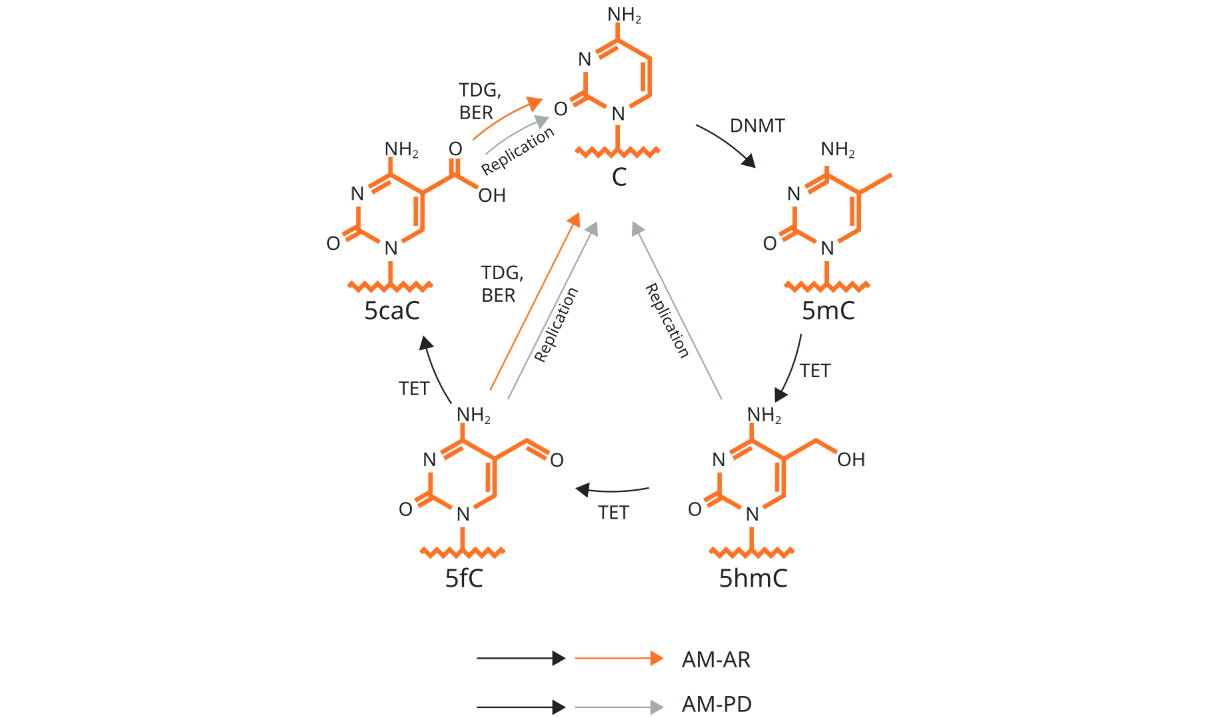 NH2
N
O
N
C
TDG,
BER
Replication
DNMT
NH2
O
OH
N
O
N
5caC
NH2
N
O
N
5mC
TDG,
BER
Replication
Replication
TET
TET
NH2
N
O
O
N
5fC
TET
NH2
OH
N
O
N
5hmC
AM-AR
AM-PD